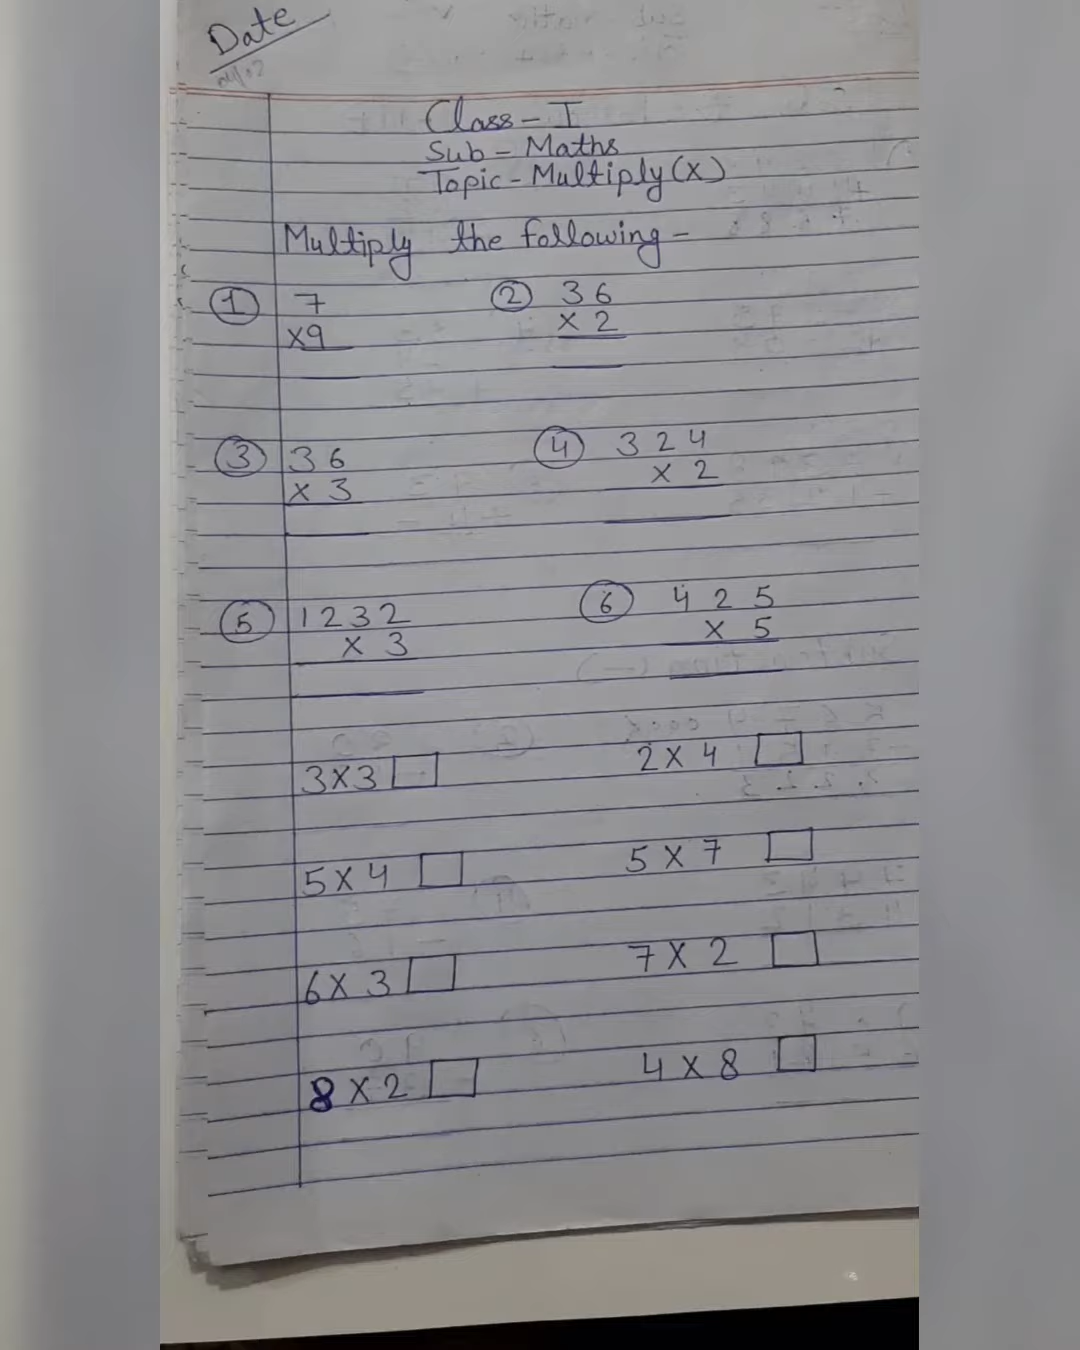 Date
Class - I
Sub - Maths
Topic - Multiply (x)
Multiply the following -
① 7 ② 36
x9 x 2
③ 36 ④ 324
x 3 x 2
⑤ 1232 ⑥ 425
x 3 x 5
3x3 2x4
5x4 5x7
6x3 7x2
8x2 4x8